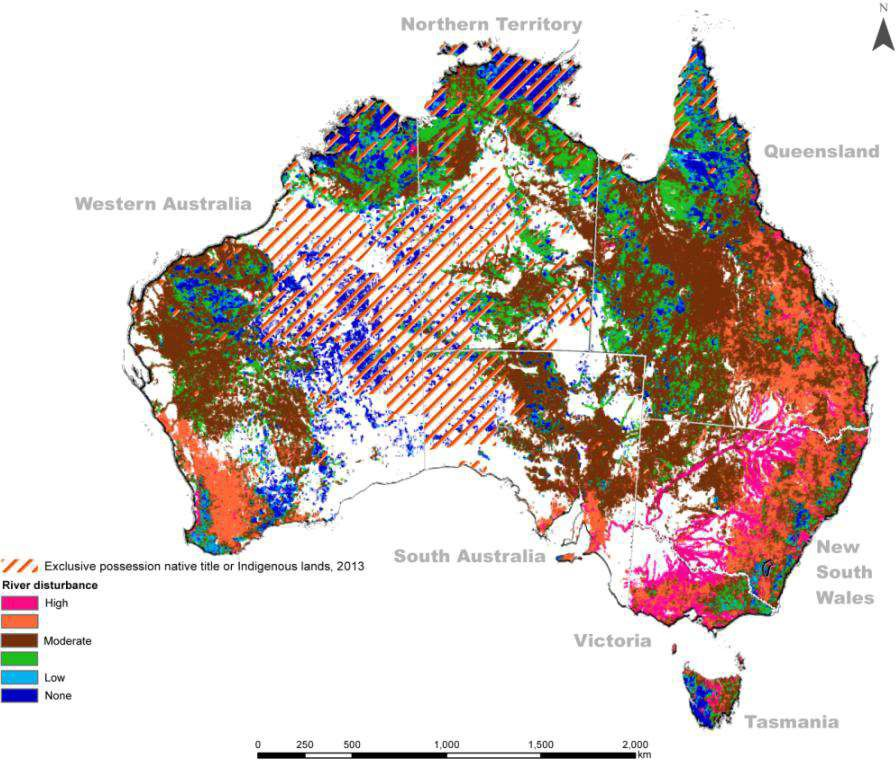 N
Northern Territory
Queensland
Western Australia
Exclusive possession native title or Indigenous lands, 2013
River disturbance
High
Moderate
Low
None
South Australia
New
South
Wales
Victoria
Tasmania
0 250 500 1,000 1,500 2,000
km